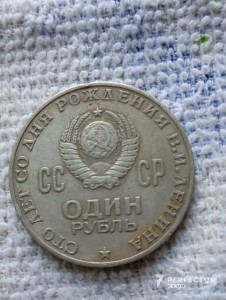 СТО ЛЕТ СО ДНЯ РОЖДЕНИЯ В.И.ЛЕНИНА
СС СР
ОДИН
РУБЛЬ